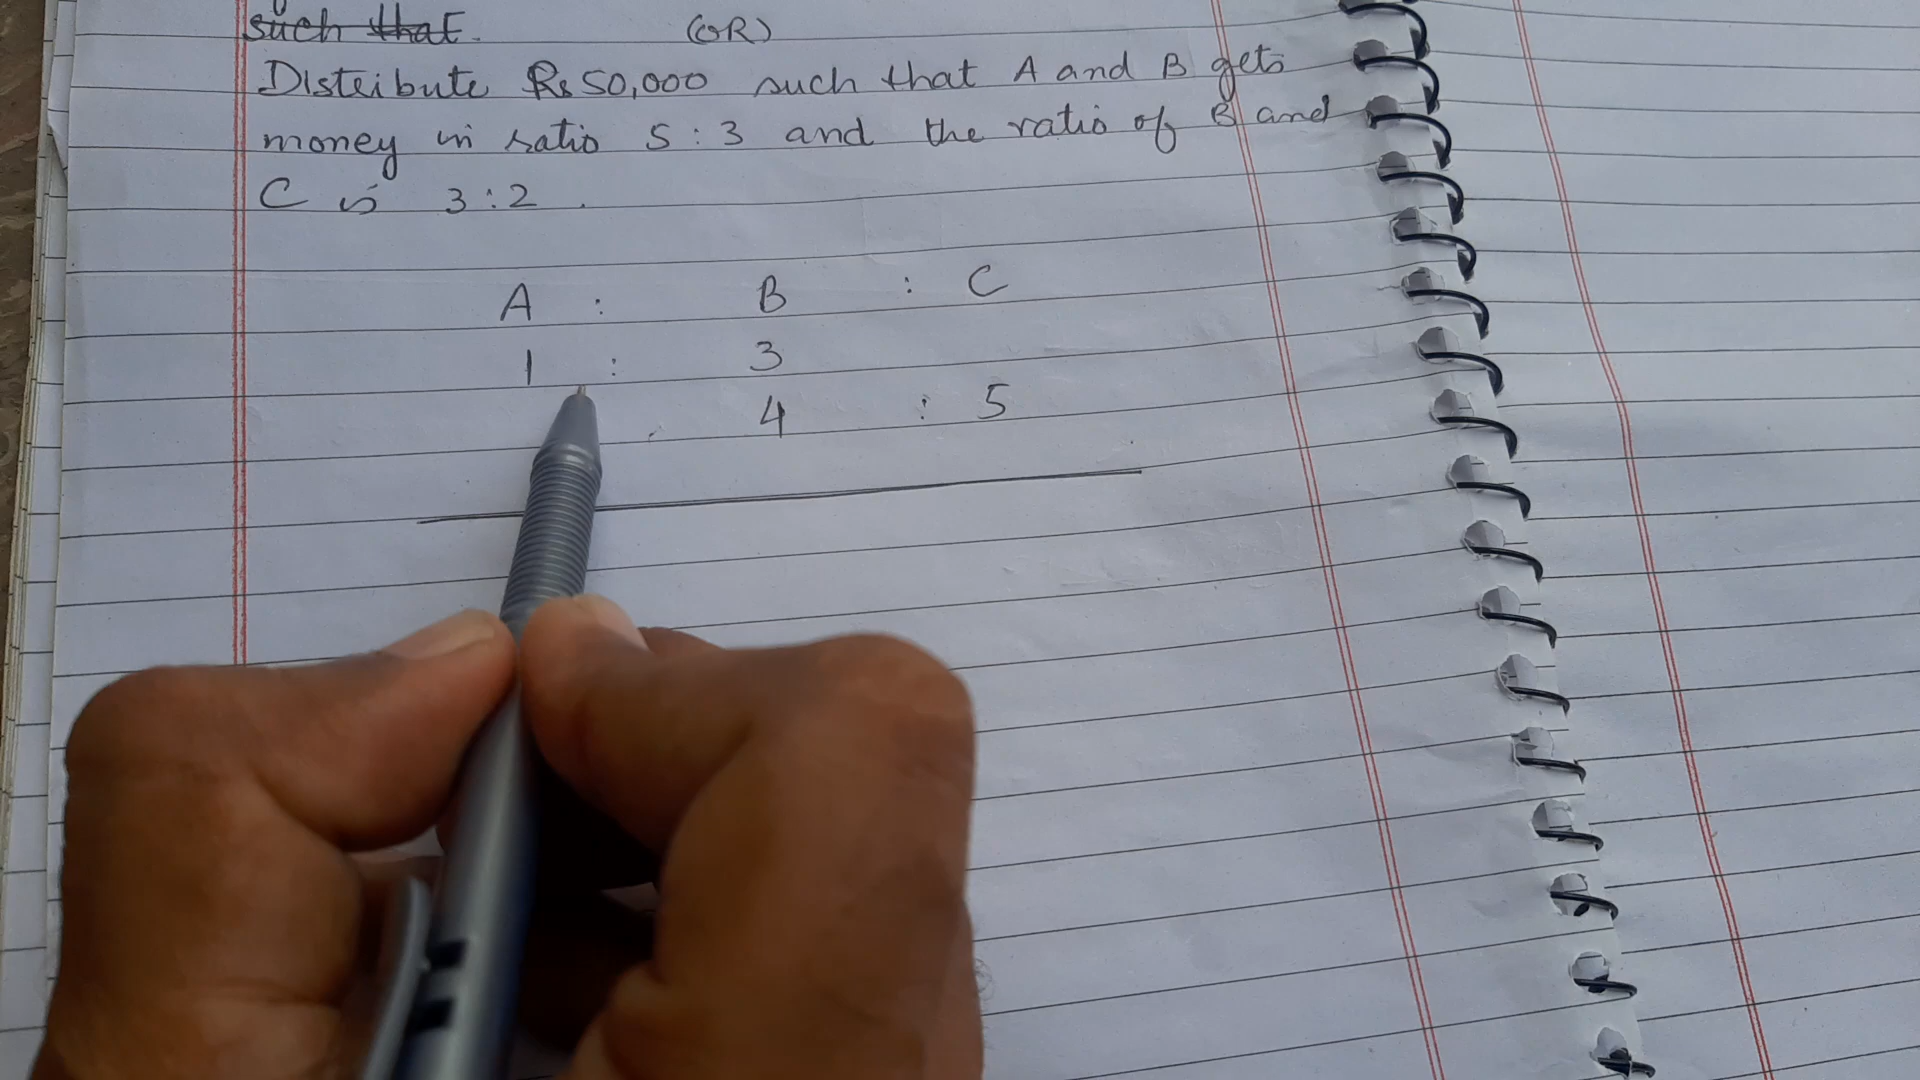 such that.
(OR)
Distribute Rs 50,000 such that A and B gets
money in ratio 5 : 3 and the ratio of B and
C is 3 : 2 .
A : B : C
1 : 3
4 : 5